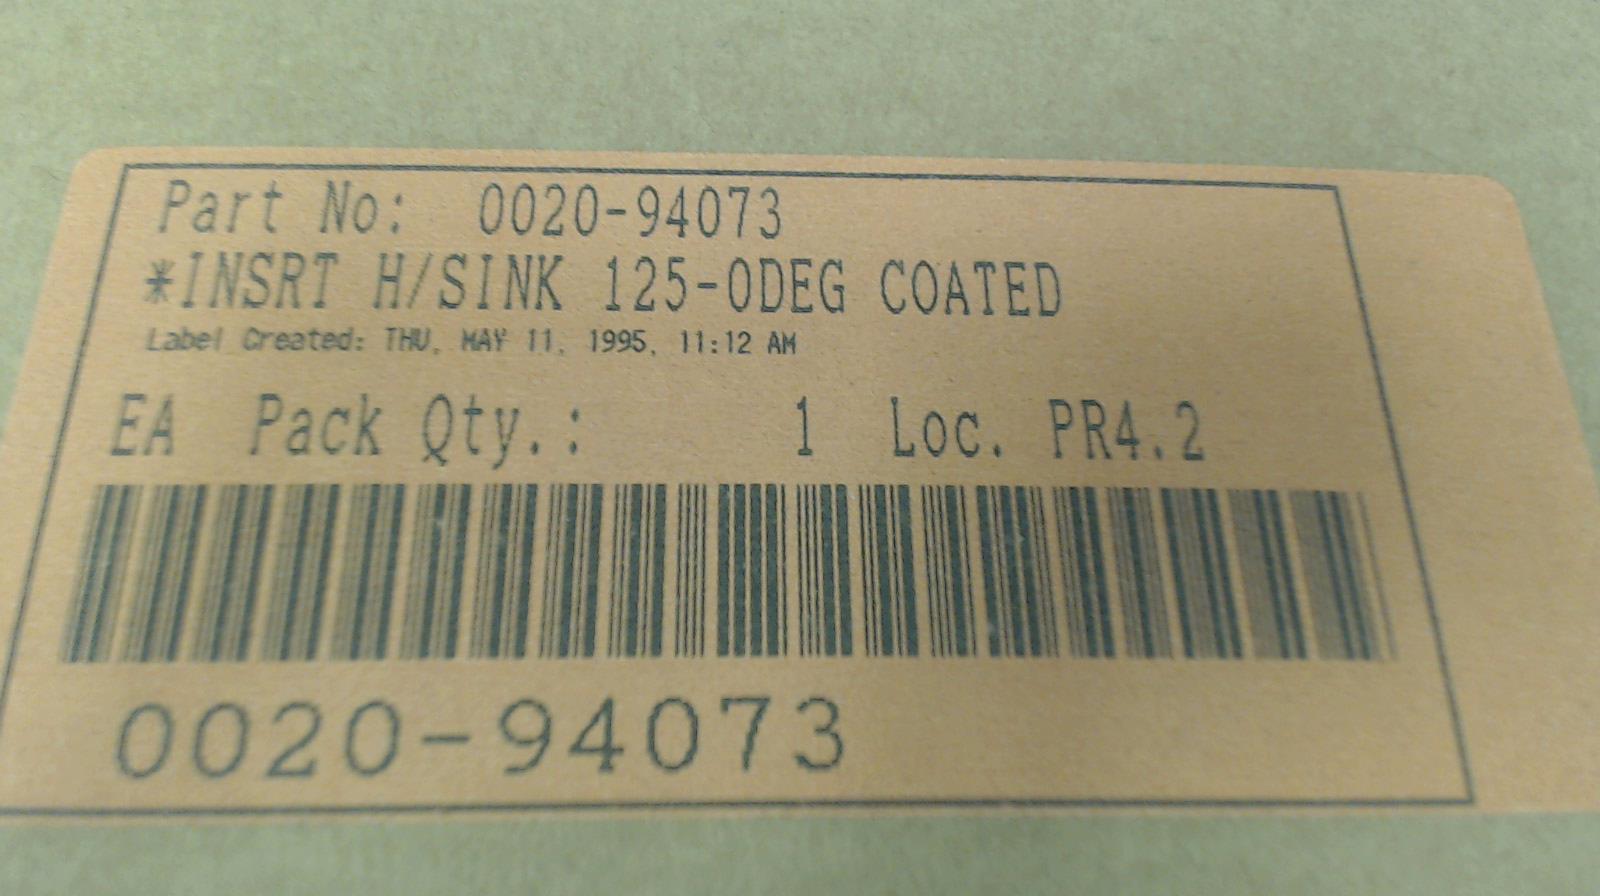 Part No: 0020-94073
*INSRT H/SINK 125-0DEG COATED
Label Created: THU, MAY 11, 1995, 11:12 AM
EA Pack Qty.: 1 Loc. PR4.2
0020-94073